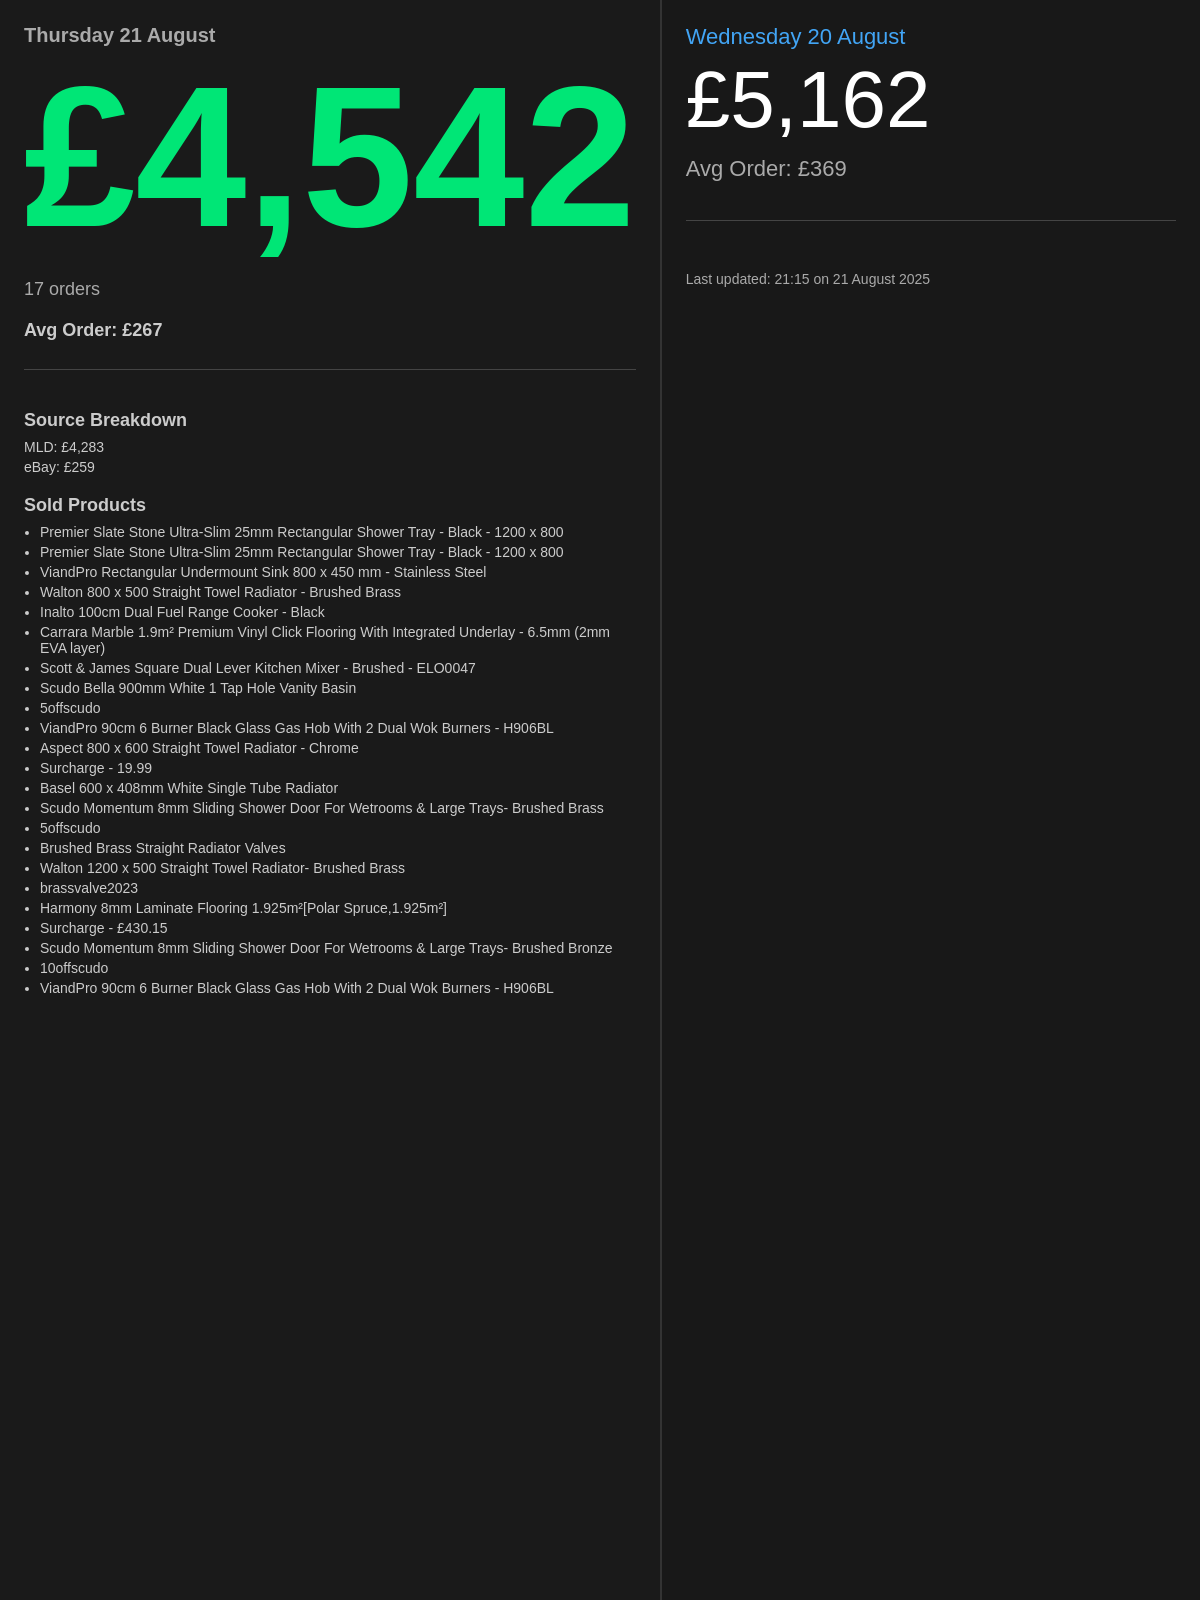 Thursday 21 August
£4,542
17 orders
Avg Order: £267
Source Breakdown
MLD: £4,283
eBay: £259
Sold Products
• Premier Slate Stone Ultra-Slim 25mm Rectangular Shower Tray - Black - 1200 x 800
• Premier Slate Stone Ultra-Slim 25mm Rectangular Shower Tray - Black - 1200 x 800
• ViandPro Rectangular Undermount Sink 800 x 450 mm - Stainless Steel
• Walton 800 x 500 Straight Towel Radiator - Brushed Brass
• Inalto 100cm Dual Fuel Range Cooker - Black
• Carrara Marble 1.9m² Premium Vinyl Click Flooring With Integrated Underlay - 6.5mm (2mm
EVA layer)
• Scott & James Square Dual Lever Kitchen Mixer - Brushed - ELO0047
• Scudo Bella 900mm White 1 Tap Hole Vanity Basin
• 5offscudo
• ViandPro 90cm 6 Burner Black Glass Gas Hob With 2 Dual Wok Burners - H906BL
• Aspect 800 x 600 Straight Towel Radiator - Chrome
• Surcharge - 19.99
• Basel 600 x 408mm White Single Tube Radiator
• Scudo Momentum 8mm Sliding Shower Door For Wetrooms & Large Trays- Brushed Brass
• 5offscudo
• Brushed Brass Straight Radiator Valves
• Walton 1200 x 500 Straight Towel Radiator- Brushed Brass
• brassvalve2023
• Harmony 8mm Laminate Flooring 1.925m²[Polar Spruce,1.925m²]
• Surcharge - £430.15
• Scudo Momentum 8mm Sliding Shower Door For Wetrooms & Large Trays- Brushed Bronze
• 10offscudo
• ViandPro 90cm 6 Burner Black Glass Gas Hob With 2 Dual Wok Burners - H906BL
Wednesday 20 August
£5,162
Avg Order: £369
Last updated: 21:15 on 21 August 2025